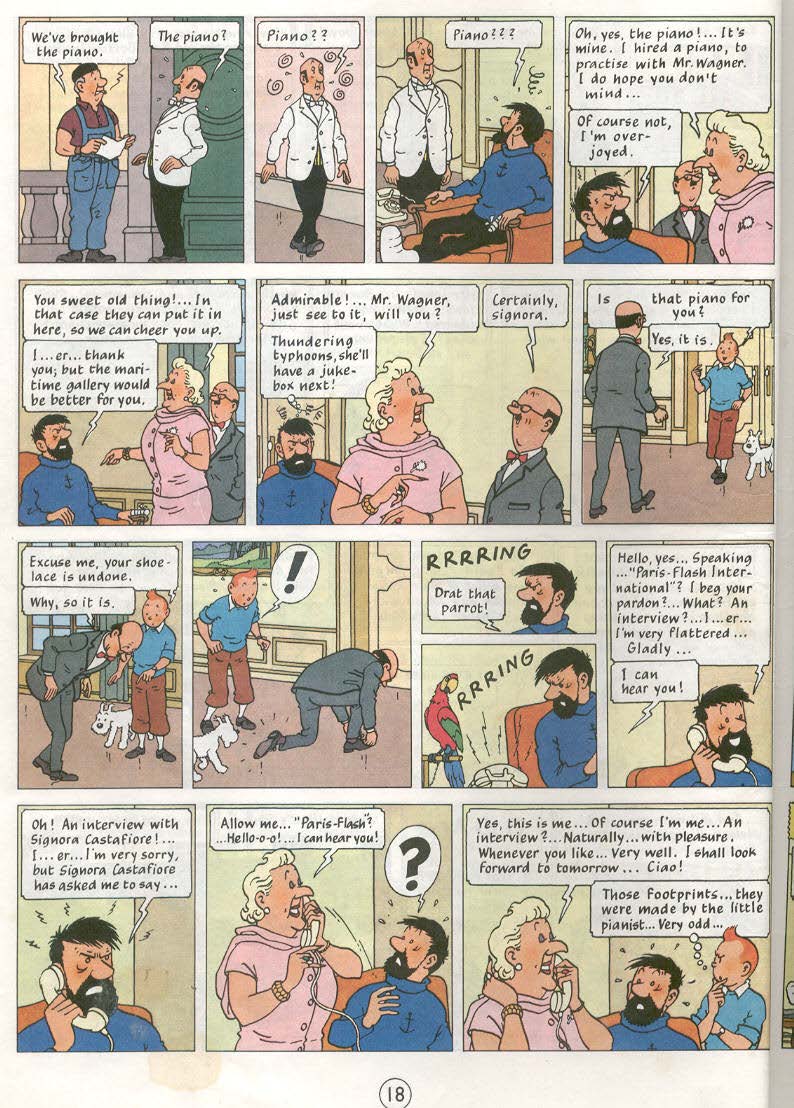 We've brought
the piano.
The piano?
Piano??
Piano???
Oh, yes, the piano!... It's
mine. I hired a piano, to
practise with Mr. Wagner.
I do hope you don't
mind...
Of course not,
I'm over-
joyed.
You sweet old thing!... In
that case they can put it in
here, so we can cheer you up.
I...er... thank
you; but the mari-
time gallery would
be better for you.
Admirable!... Mr. Wagner,
just see to it, will you?
Certainly,
signora.
Thundering
typhoons, she'll
have a juke-
box next!
Is that piano for
you?
Yes, it is.
Excuse me, your shoe-
lace is undone.
Why, so it is.
!
RRRRING
Drat that
parrot!
RRRING
Hello, yes... Speaking
..."Paris-Flash Inter-
national"? I beg your
pardon?... What? An
interview?...I...er...
I'm very flattered...
Gladly...
I can
hear you!
Oh! An interview with
Signora Castafiore!...
I...er...I'm very sorry,
but Signora Castafiore
has asked me to say...
Allow me..."Paris-Flash"?
...Hello-o-o!...I can hear you!
?
Yes, this is me...Of course I'm me...An
interview?...Naturally...with pleasure.
Whenever you like... Very well. I shall look
forward to tomorrow... Ciao!
Those footprints...they
were made by the little
pianist... Very odd...
18